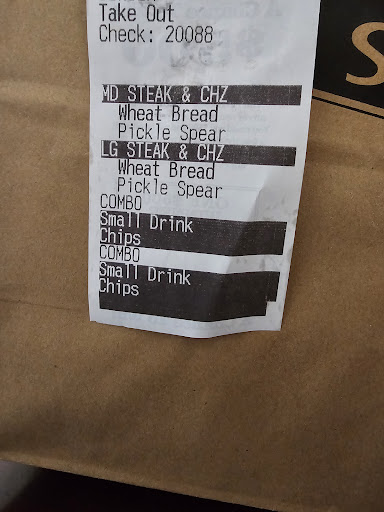 Take Out
Check: 20088
MD STEAK & CHZ
Wheat Bread
Pickle Spear
LG STEAK & CHZ
Wheat Bread
Pickle Spear
COMBO
Small Drink
Chips
COMBO
Small Drink
Chips
S